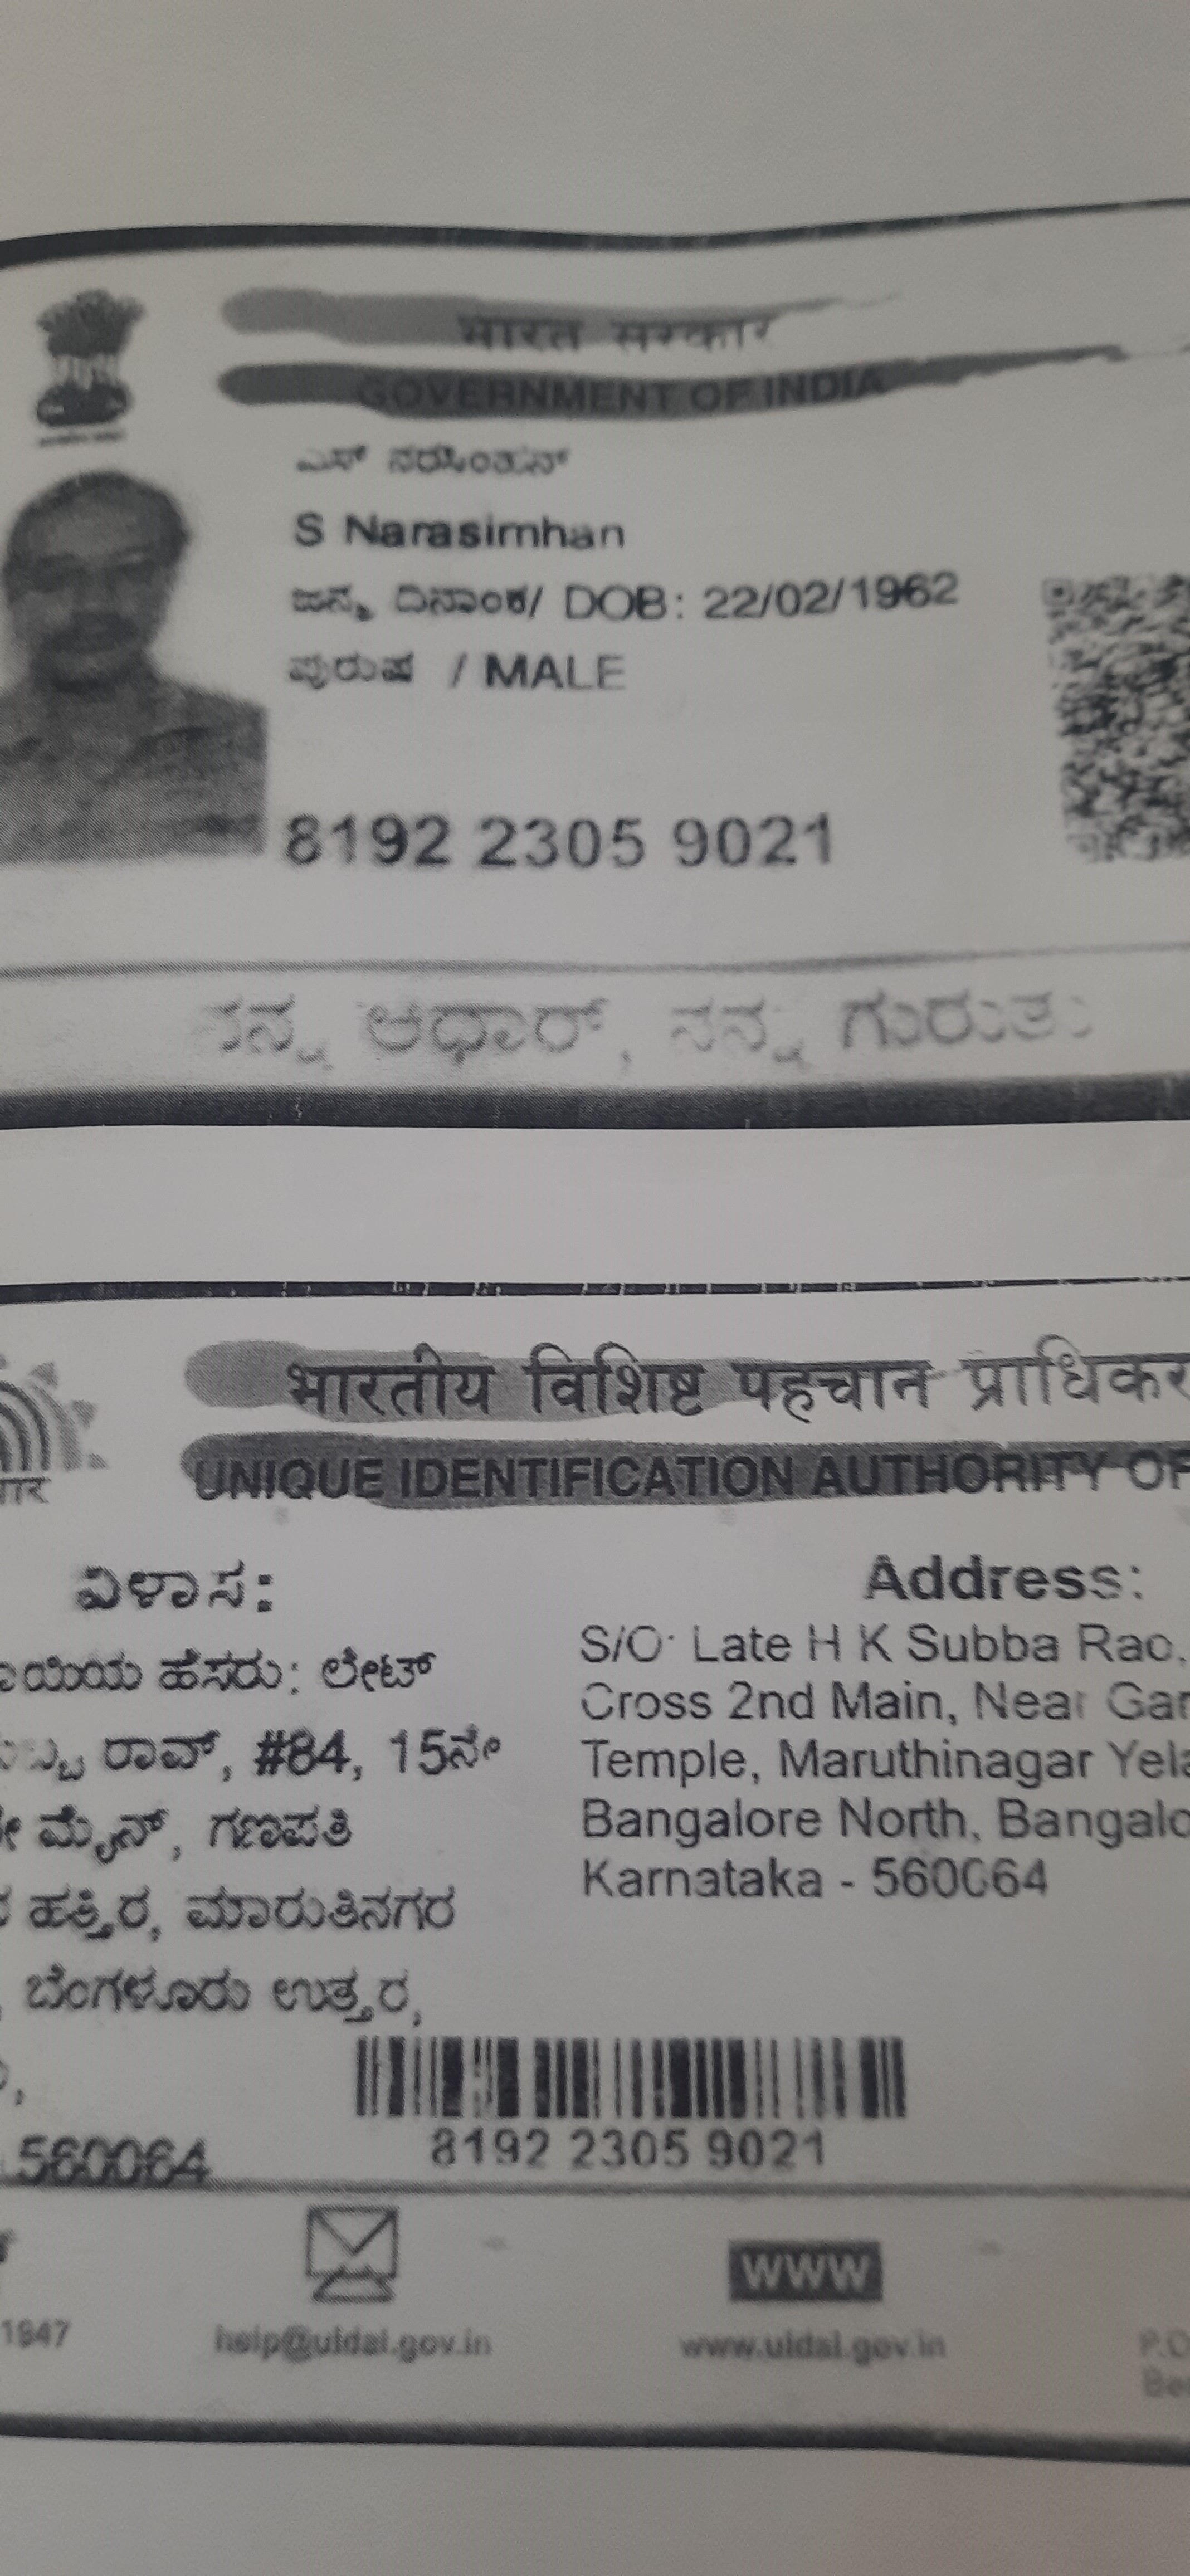 भारत सरकार
GOVERNMENT OF INDIA
ಎಸ್ ನರಸಿಂಹನ್
S Narasimhan
ಜನ್ಮ ದಿನಾಂಕ/ DOB: 22/02/1962
ಪುರುಷ / MALE
8192 2305 9021
ನನ್ನ ಆಧಾರ್, ನನ್ನ ಗುರುತು
भारतीय विशिष्ट पहचान
UNIQUE IDENTIFICATION AUTHORITY OF
ವಿಳಾಸ:
ಹೆಸರು: ಲೇಟ್
ರಾವ್, #84, 15ನೇ
ಮೈನ್, ಗಣಪತಿ
ಹತ್ತಿರ, ಮಾರುತಿನಗರ
ಬೆಂಗಳೂರು ಉತ್ತರ,
560064
Address:
S/O: Late H K Subba Rao,
Cross 2nd Main, Near
Temple, Maruthinagar
Bangalore North,
Karnataka - 560064
8192 2305 9021
1947
help@uidai.gov.in
www
www.uidai.gov.in